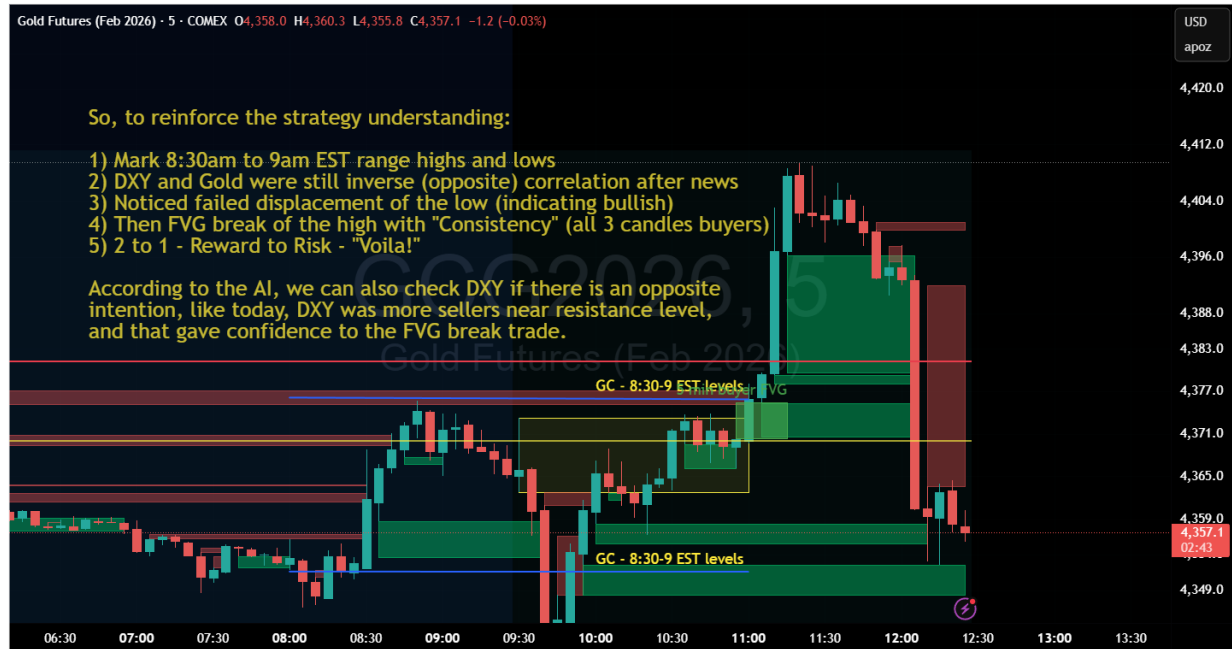 Gold Futures (Feb 2026) · 5 · COMEX O4,358.0 H4,360.3 L4,355.8 C4,357.1 −1.2 (−0.03%)
USD
apoz
4,420.0
So, to reinforce the strategy understanding:
4,412.0
1) Mark 8:30am to 9am EST range highs and lows
2) DXY and Gold were still inverse (opposite) correlation after news
3) Noticed failed displacement of the low (indicating bullish)
4,404.0
4) Then FVG break of the high with "Consistency" (all 3 candles buyers)
5) 2 to 1 - Reward to Risk - "Voila!"
4,396.0
GCG2026, 5
According to the AI, we can also check DXY if there is an opposite
intention, like today, DXY was more sellers near resistance level,
and that gave confidence to the FVG break trade.
4,388.0
4,383.0
Gold Futures (Feb 2026)
GC - 8:30-9 EST levels
5 min buyer FVG
4,377.0
4,371.0
4,365.0
4,359.0
4,357.1
02:43
GC - 8:30-9 EST levels
4,349.0
06:30 07:00 07:30 08:00 08:30 09:00 09:30 10:00 10:30 11:00 11:30 12:00 12:30 13:00 13:30